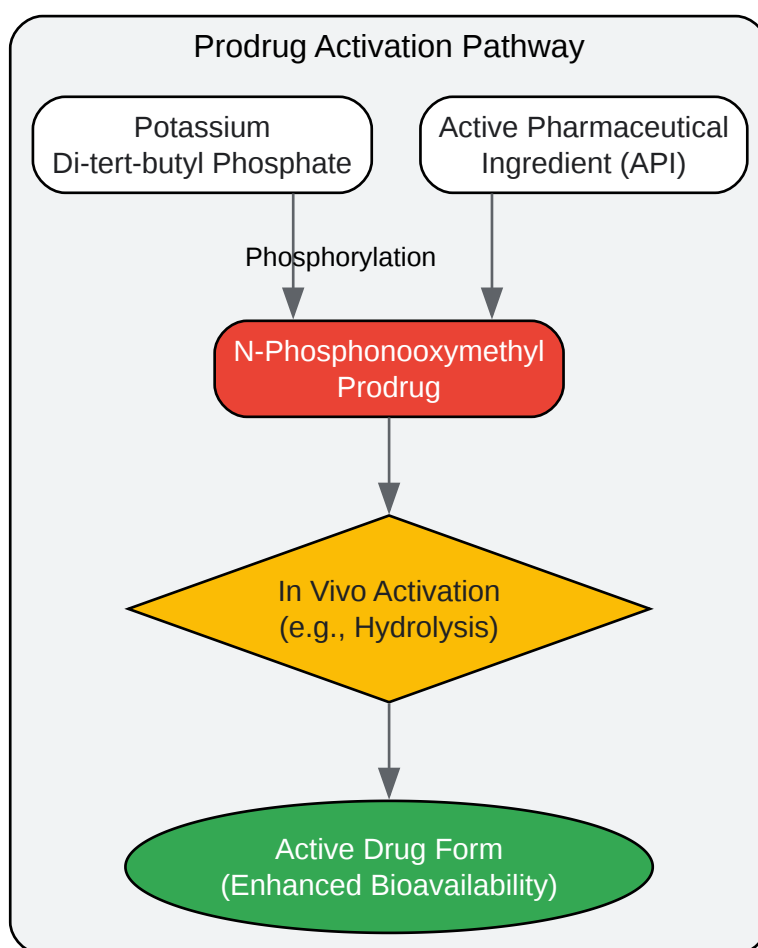 Prodrug Activation Pathway
Potassium
Di-tert-butyl Phosphate
Active Pharmaceutical
Ingredient (API)
Phosphorylation
N-Phosphonooxymethyl
Prodrug
In Vivo Activation
(e.g., Hydrolysis)
Active Drug Form
(Enhanced Bioavailability)